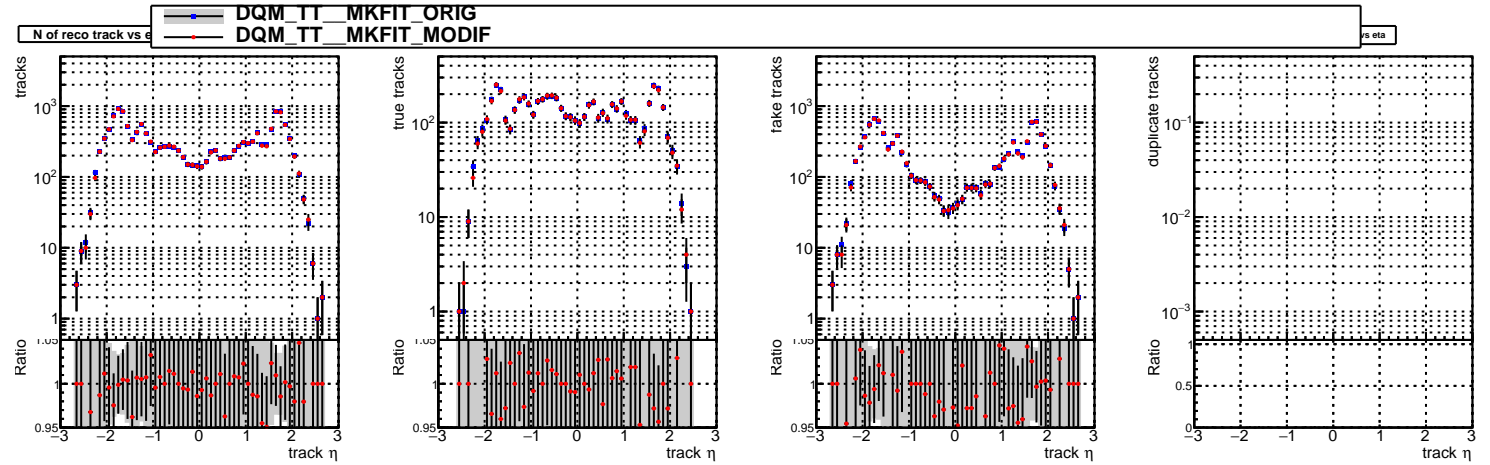 DQM_TT__MKFIT_ORIG
DQM_TT__MKFIT_MODIF
N of reco track vs e
vs eta
tracks
10³
10²
10
1
Ratio
1.05
1
0.95
−3 −2 −1 0 1 2 3
track η
true tracks
10²
10
1
Ratio
1.05
1
0.95
−3 −2 −1 0 1 2 3
track η
fake tracks
10³
10²
10
1
Ratio
1.05
1
0.95
−3 −2 −1 0 1 2 3
track η
duplicate tracks
10⁻¹
10⁻²
10⁻³
Ratio
1
0.5
0
−3 −2 −1 0 1 2 3
track η